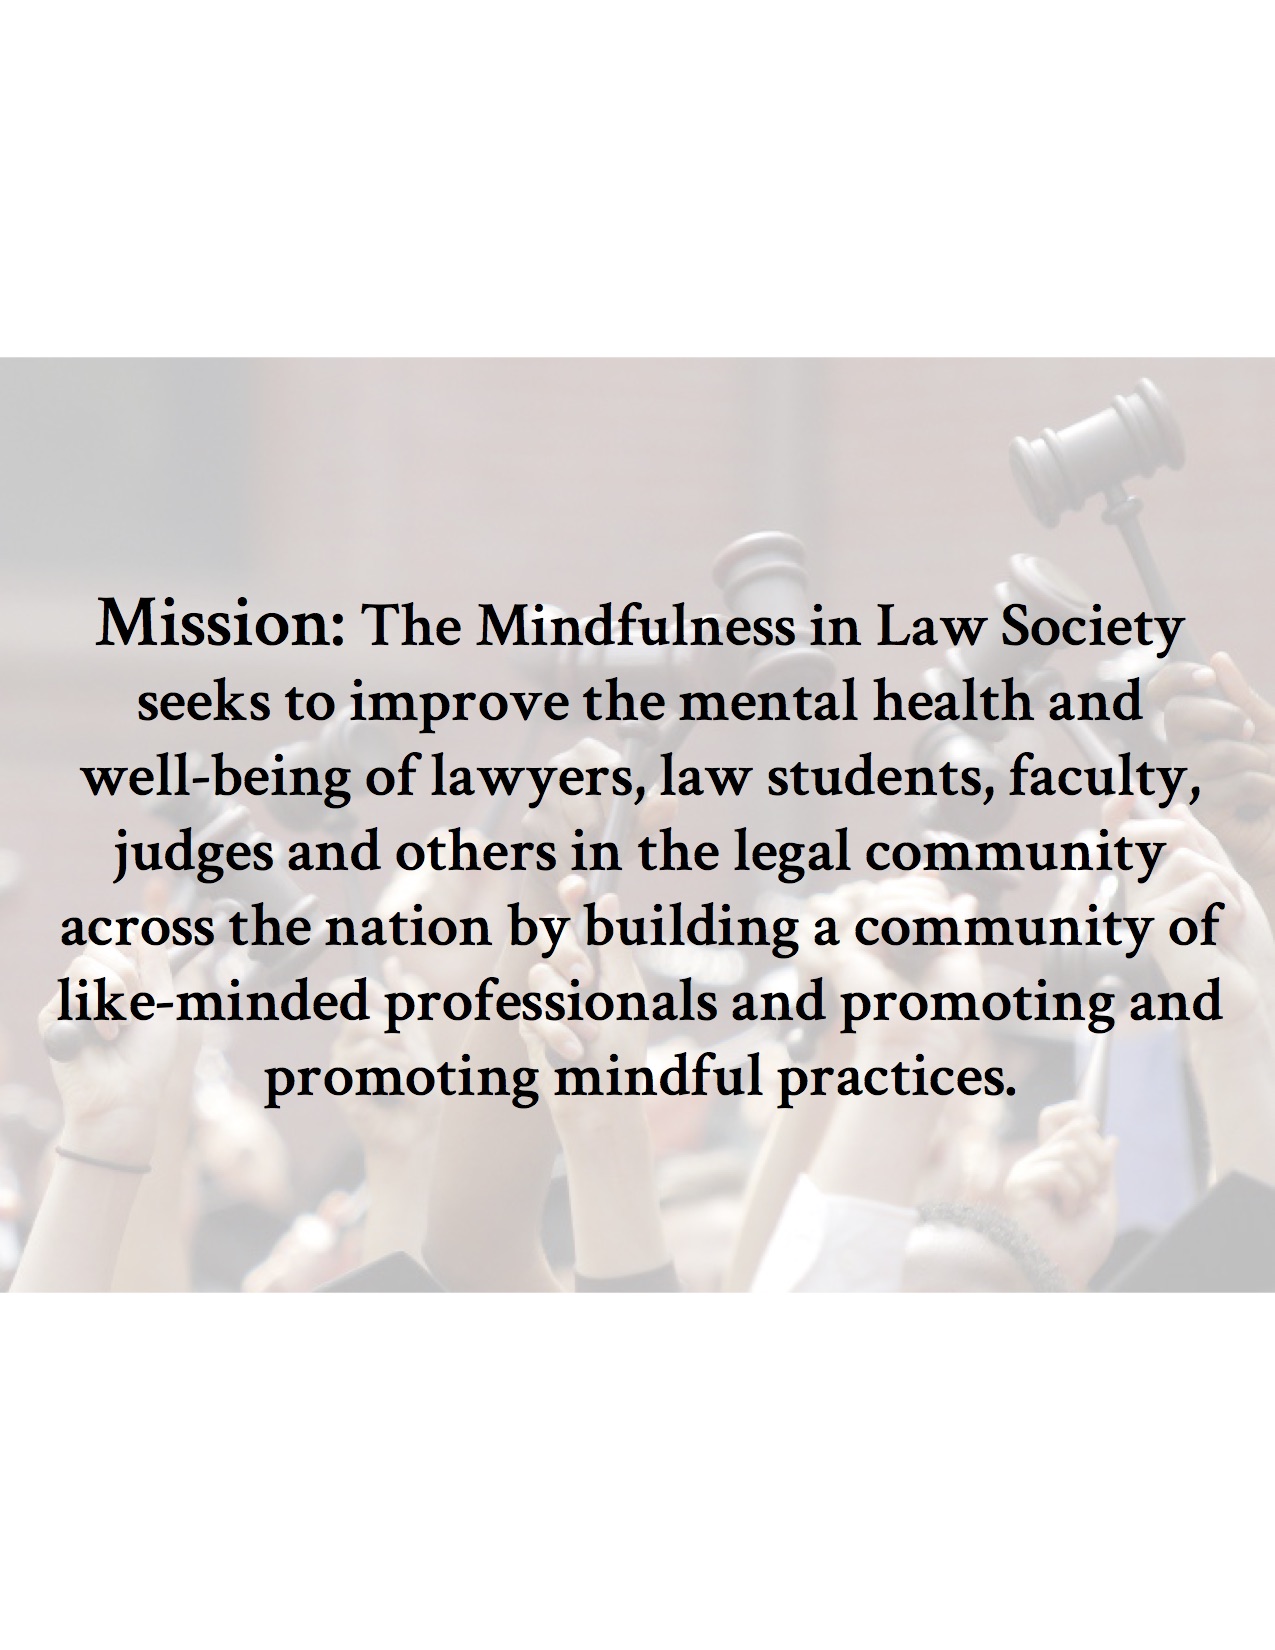 Mission: The Mindfulness in Law Society
seeks to improve the mental health and
well-being of lawyers, law students, faculty,
judges and others in the legal community
across the nation by building a community of
like-minded professionals and promoting and
promoting mindful practices.